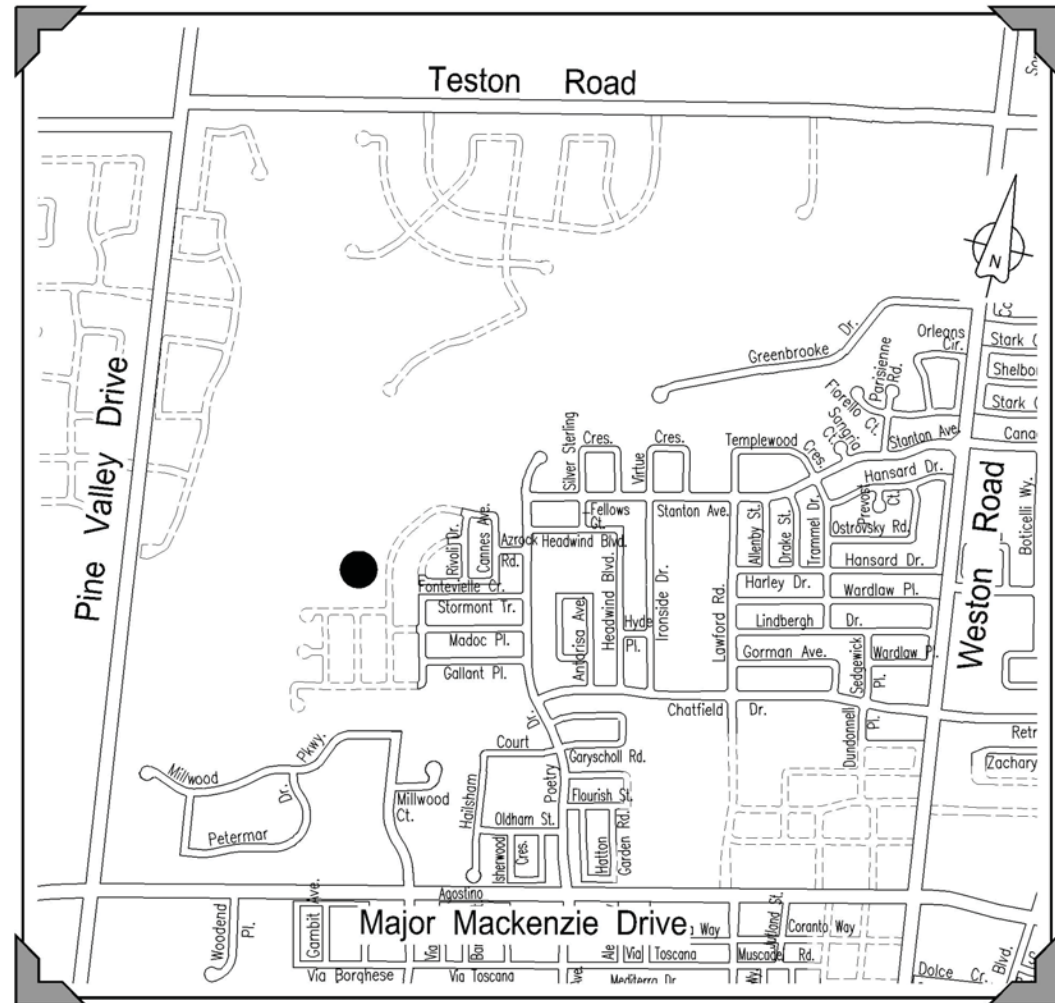 Teston Road
Pine Valley Drive
Weston Road
Major Mackenzie Drive
N
Greenbrooke Dr.
Orleans Cir.
Parisienne Rd.
Fiorello Ct.
Sangria Ct.
Stanton Ave.
Stark
Stark
Templewood Cres.
Hansard Dr.
Prevost Ct.
Ostrovsky Rd.
Hansard Dr.
Boticelli Wy.
Silver Sterling Cres.
Virtue Cres.
Fellows Ct.
Stanton Ave.
Allenby St.
Drake St.
Trammel Dr.
Rivoli Dr.
Cannes Ave.
Azrock Rd.
Headwind Blvd.
Headwind Blvd.
Fontevielle Cr.
Stormont Tr.
Madoc Pl.
Gallant Pl.
Antorisa Ave.
Hyde Pl.
Ironside Dr.
Lawford Rd.
Harley Dr.
Wardlaw Pl.
Lindbergh Dr.
Gorman Ave.
Sedgewick Pl.
Wardlaw Pl.
Chatfield Dr.
Dundonnell Pl.
Retr
Zachary
Millwood Pkwy.
Petermar Dr.
Millwood Ct.
Hailsham Court
Poetry Dr.
Garyscholl Rd.
Flourish St.
Oldham St.
Isherwood Cres.
Hatton Garden Rd.
Agostino
Woodend Pl.
Gambit Ave.
Via Borghese
Via Toscana
Via Toscana
Way
Muscadel Rd.
Coranto Way
Mediterra Dr
Dolce Cr.
Blvd.